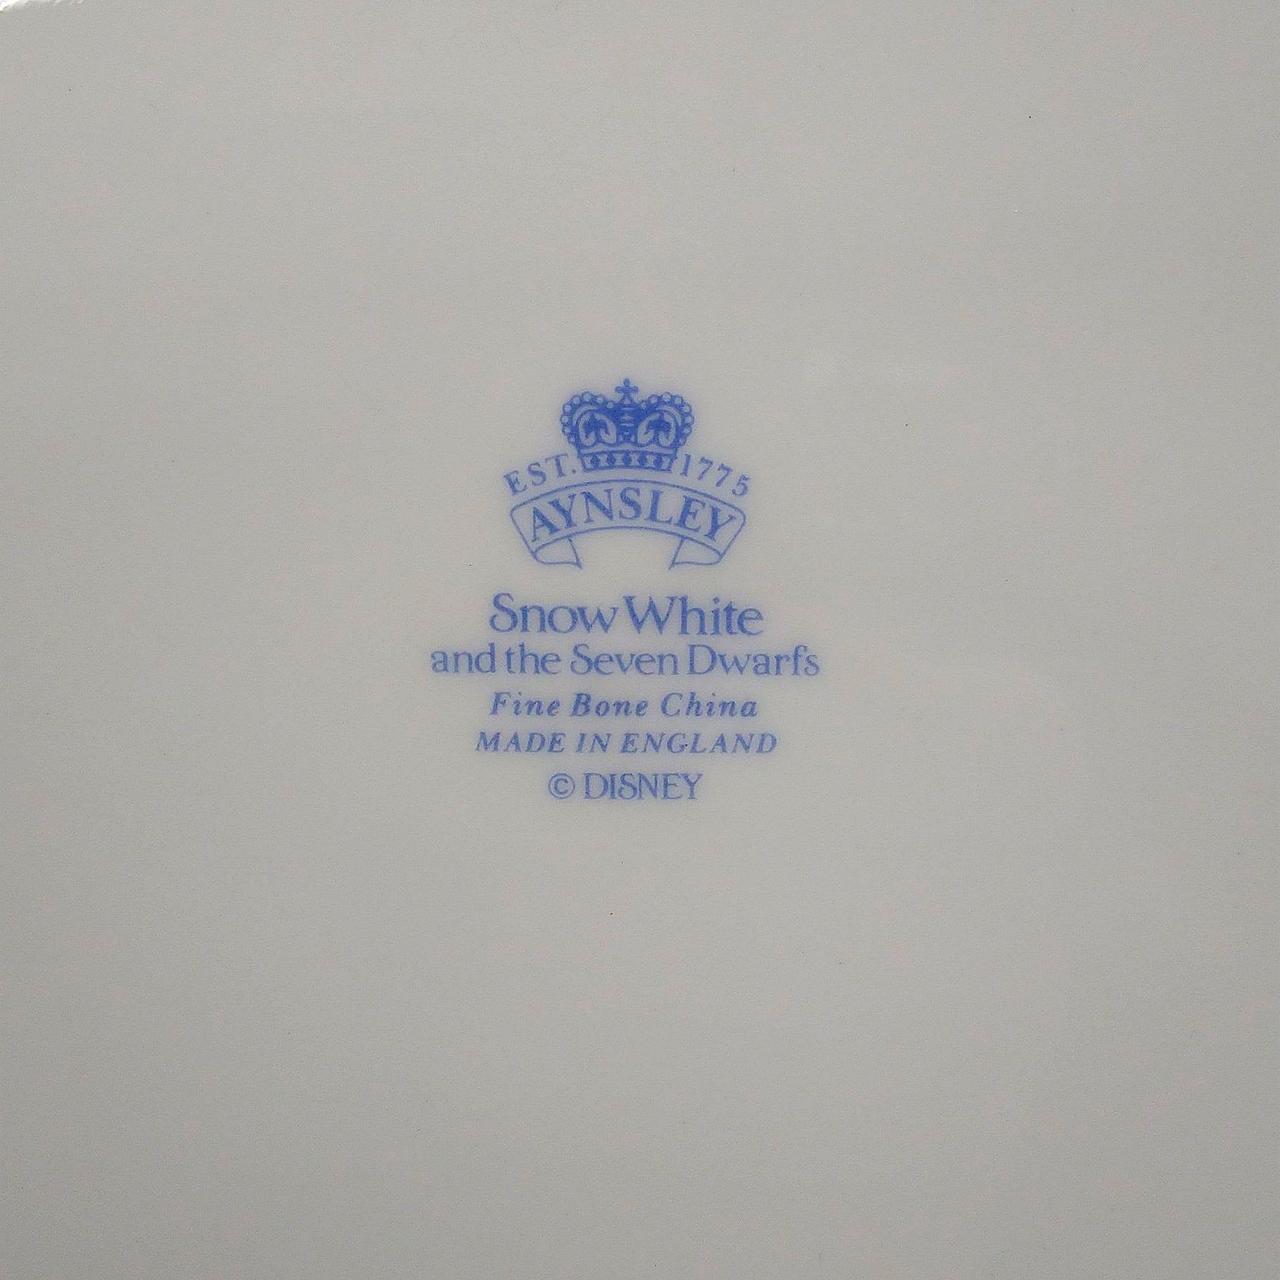 EST. 1775
AYNSLEY
Snow White
and the Seven Dwarfs
Fine Bone China
MADE IN ENGLAND
© DISNEY